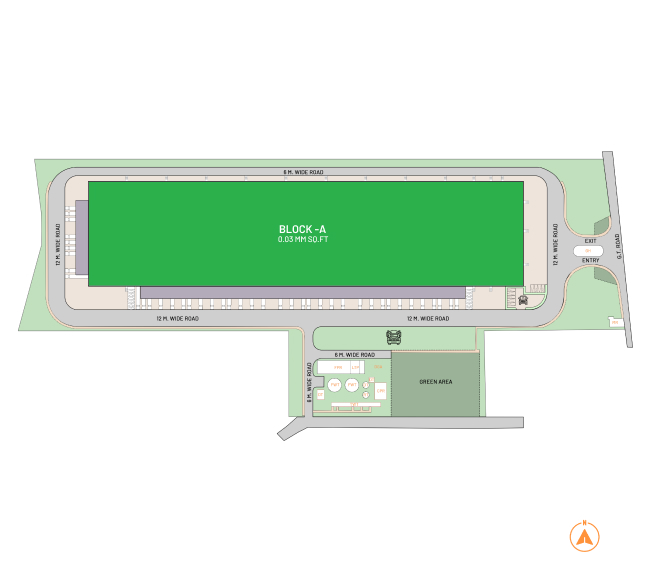 6 M. WIDE ROAD
BLOCK -A
0.03 MM SQ.FT
12 M. WIDE ROAD
12 M. WIDE ROAD
G.T. ROAD
EXIT
ENTRY
12 M. WIDE ROAD
12 M. WIDE ROAD
6 M. WIDE ROAD
8 M. WIDE ROAD
GREEN AREA
N